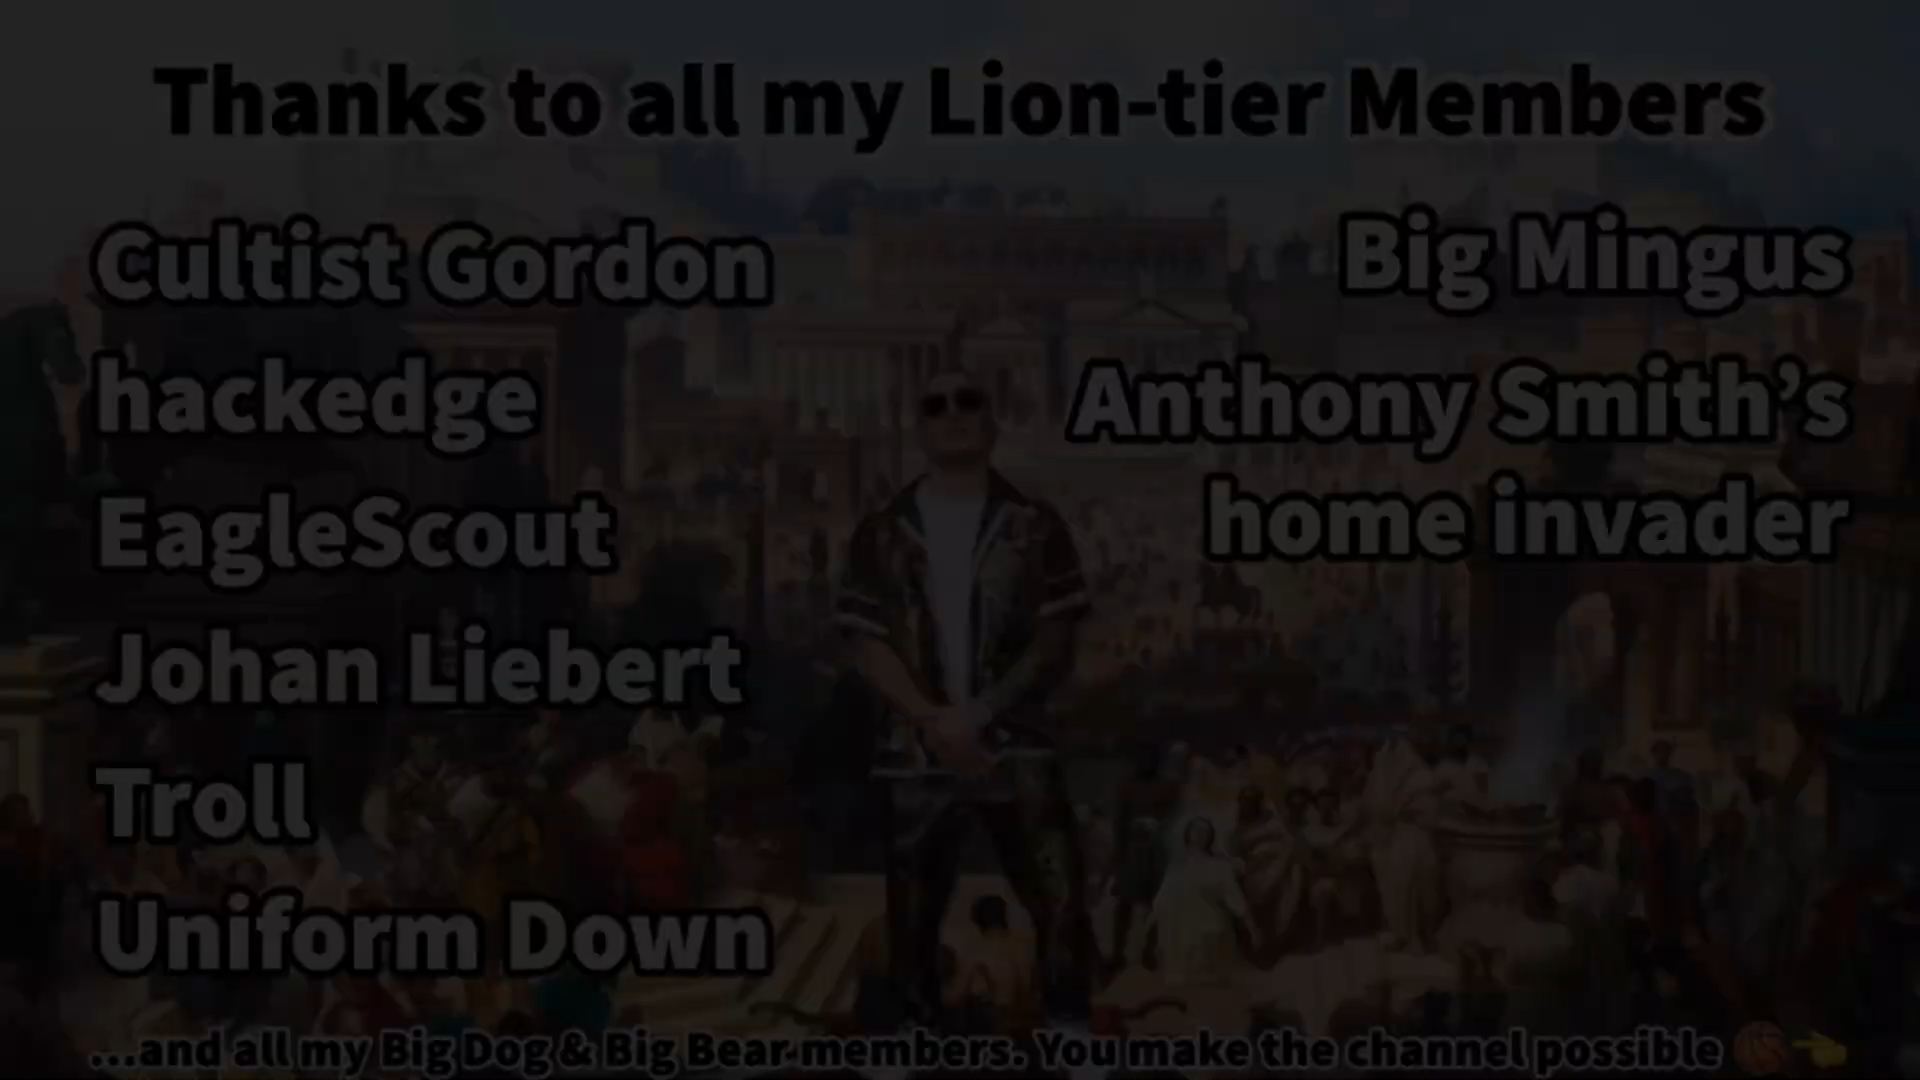 Thanks to all my Lion-tier Members
Cultist Gordon
hackedge
EagleScout
Johan Liebert
Troll
Uniform Down
Big Mingus
Anthony Smith’s
home invader
...and all my Big Dog & Big Bear members. You make the channel possible 🏀👈